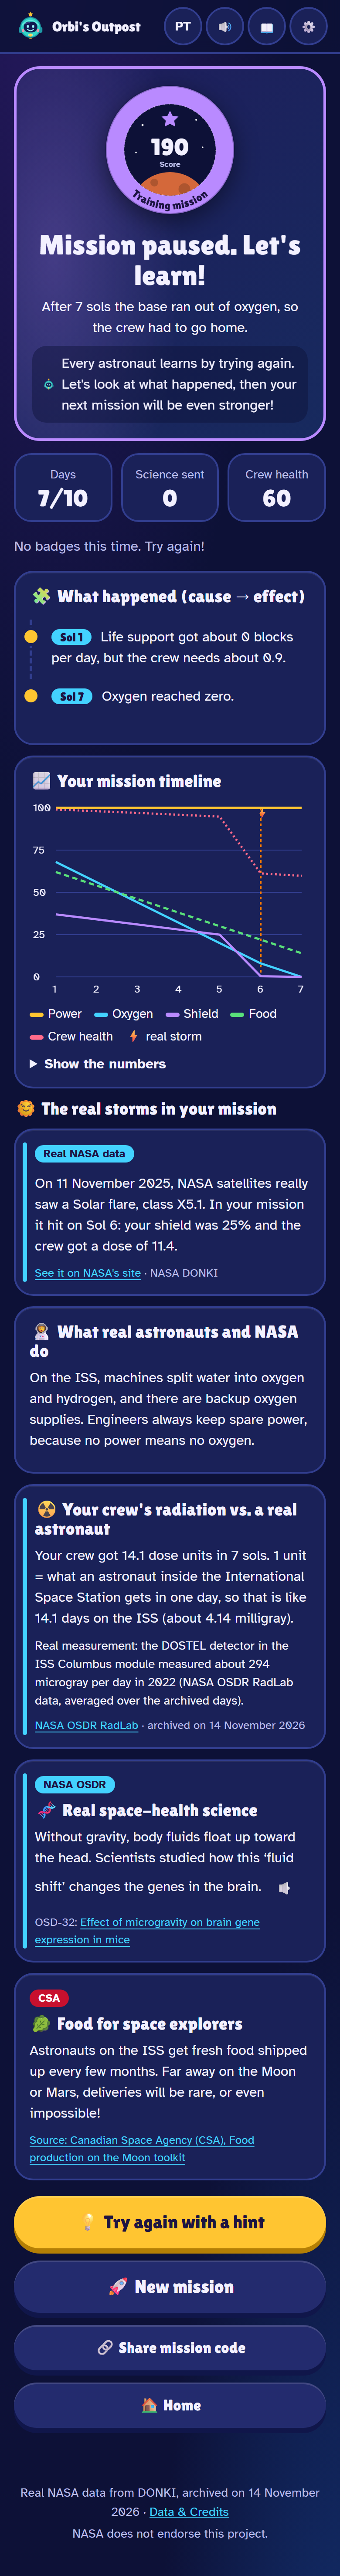 Orbi's Outpost
PT
190
Score
Training mission
Mission paused. Let's
learn!
After 7 sols the base ran out of oxygen, so
the crew had to go home.
Every astronaut learns by trying again.
Let's look at what happened, then your
next mission will be even stronger!
Days
7/10
Science sent
0
Crew health
60
No badges this time. Try again!
What happened (cause → effect)
Sol 1 Life support got about 0 blocks
per day, but the crew needs about 0.9.
Sol 7 Oxygen reached zero.
Your mission timeline
100
75
50
25
0
1 2 3 4 5 6 7
Power Oxygen Shield Food
Crew health real storm
Show the numbers
The real storms in your mission
Real NASA data
On 11 November 2025, NASA satellites really
saw a Solar flare, class X5.1. In your mission
it hit on Sol 6: your shield was 25% and the
crew got a dose of 11.4.
See it on NASA's site · NASA DONKI
What real astronauts and NASA
do
On the ISS, machines split water into oxygen
and hydrogen, and there are backup oxygen
supplies. Engineers always keep spare power,
because no power means no oxygen.
Your crew's radiation vs. a real
astronaut
Your crew got 14.1 dose units in 7 sols. 1 unit
= what an astronaut inside the International
Space Station gets in one day, so that is like
14.1 days on the ISS (about 4.14 milligray).
Real measurement: the DOSTEL detector in the
ISS Columbus module measured about 294
microgray per day in 2022 (NASA OSDR RadLab
data, averaged over the archived days).
NASA OSDR RadLab · archived on 14 November 2026
NASA OSDR
Real space-health science
Without gravity, body fluids float up toward
the head. Scientists studied how this ‘fluid
shift’ changes the genes in the brain.
OSD-32: Effect of microgravity on brain gene
expression in mice
CSA
Food for space explorers
Astronauts on the ISS get fresh food shipped
up every few months. Far away on the Moon
or Mars, deliveries will be rare, or even
impossible!
Source: Canadian Space Agency (CSA), Food
production on the Moon toolkit
Try again with a hint
New mission
Share mission code
Home
Real NASA data from DONKI, archived on 14 November
2026 · Data & Credits
NASA does not endorse this project.